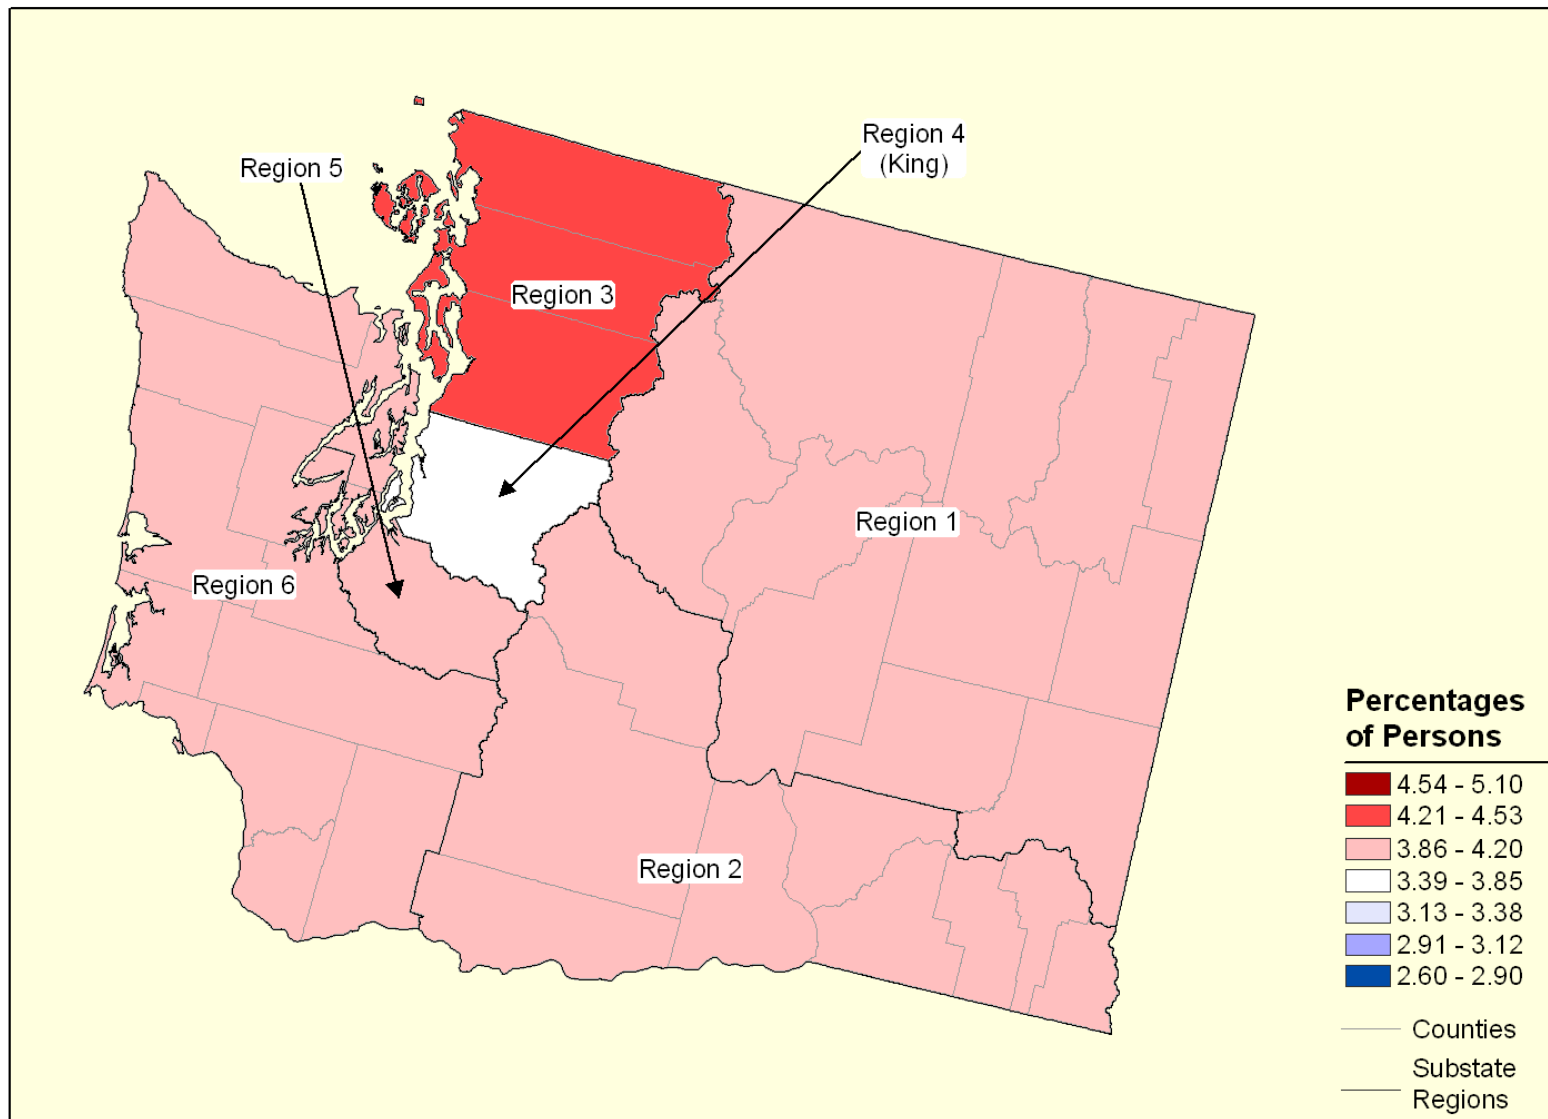 Region 4
(King)
Region 5
Region 3
Region 1
Region 6
Region 2
Percentages
of Persons
4.54 - 5.10
4.21 - 4.53
3.86 - 4.20
3.39 - 3.85
3.13 - 3.38
2.91 - 3.12
2.60 - 2.90
Counties
Substate
Regions